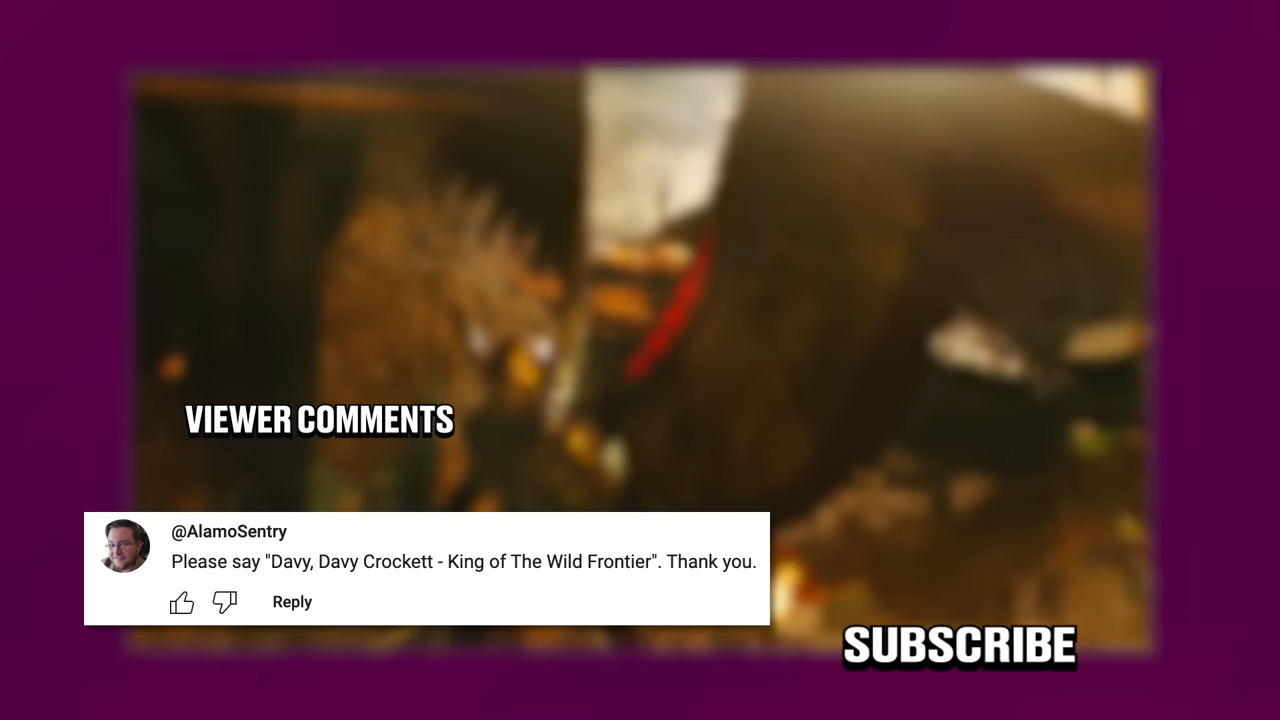 VIEWER COMMENTS
@AlamoSentry
Please say "Davy, Davy Crockett - King of The Wild Frontier". Thank you.
Reply
SUBSCRIBE